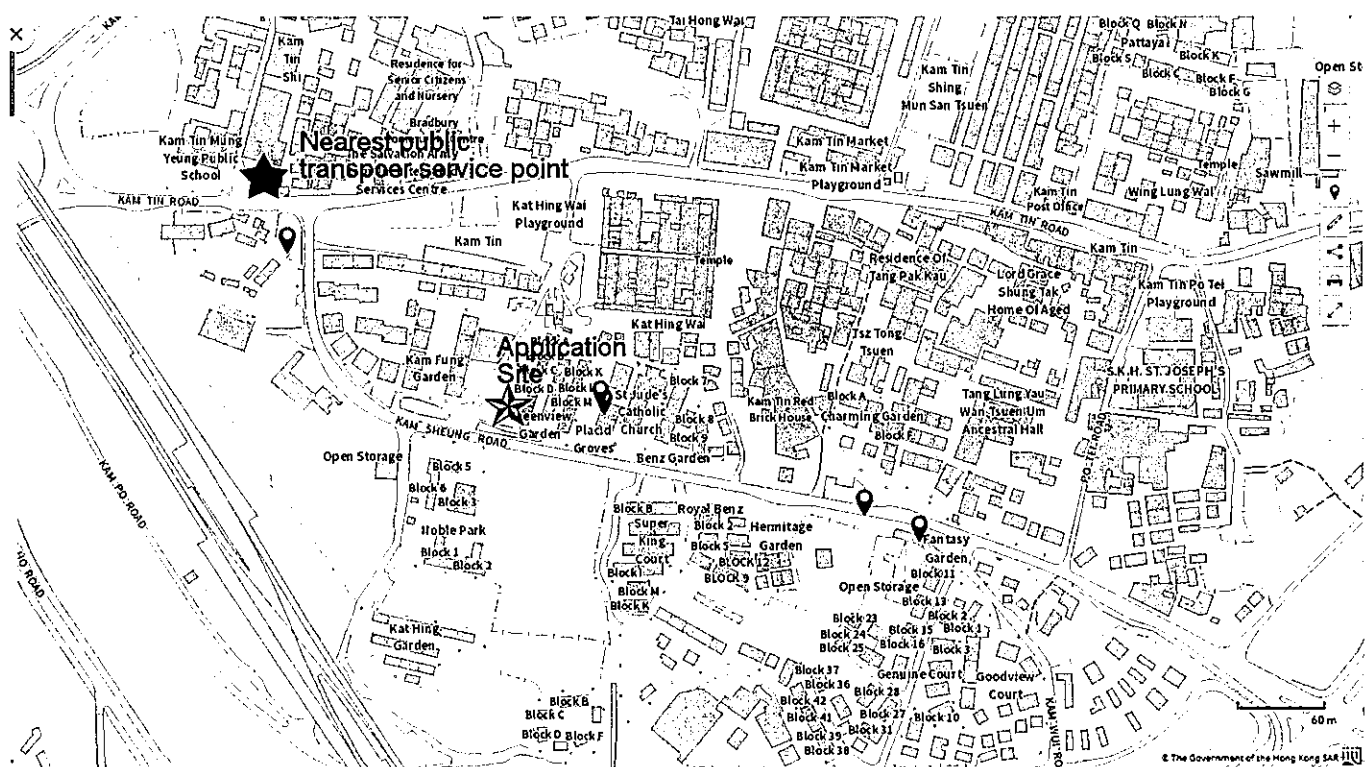 Tai Hong Wai
Block Q Block N
Pattaya
Block S
Block K
Block F
Block G
Open St
Kam
Tin
Shi
Residence for
Senior Citizens
and Nursery
Bradbury
Kam Tin
Shing
Mun San Tsuen
Kam Tin Mung
Yeung Public
School
Nearest public
transpoer service point
The Salvation Army
Services Centre
Kam Tin Market
Kam Tin Market
Playground
Temple
Sawmill
Kam Tin
Post Office
Wing Lung Wai
KAM TIN ROAD
Kat Hing Wai
Playground
KAM TIN ROAD
Kam Tin
Kam Tin
Temple
Residence Of
Tang Pak Kau
Lord Grace
Shung Tak
Home Of Aged
Kam Tin Po Tei
Playground
Kat Hing Wai
Tsz Tong
Tsuen
Application
Site
Kam Fung
Garden
Block K
Block D
Block M
Greenview
Garden
Placid
Groves
St Jude's
Catholic
Church
Block 7
Block 8
Block 9
Benz Garden
Kam Tin Red
Brick House
Block A
Charming Garden
Block F
Tang Lung Yau
Wan Tsuen Um
Ancestral Hall
S.K.H. ST. JOSEPH'S
PRIMARY SCHOOL
PO TEI ROAD
KAM SHEUNG ROAD
Open Storage
Block 5
Block 6
Block 3
Noble Park
Block 1
Block 2
KAM PO ROAD
HO ROAD
Block B
Super
King
Court
Block I
Block M
Block K
Royal Benz
Block 2
Block 5
Block 12
Block 9
Hermitage
Garden
Fantasy
Garden
Block 11
Open Storage
Block 13
Block 2
Block 1
Block 23
Block 24
Block 25
Block 15
Block 16
Block 3
Kat Hing
Garden
Block 37
Block 36
Block 42
Block 41
Block 39
Block 38
Genuine Court
Block 28
Block 27
Block 31
Block 10
Goodview
Court
KAM SHUI ROAD
Block B
Block C
Block D Block F
60 m
© The Government of the Hong Kong SAR